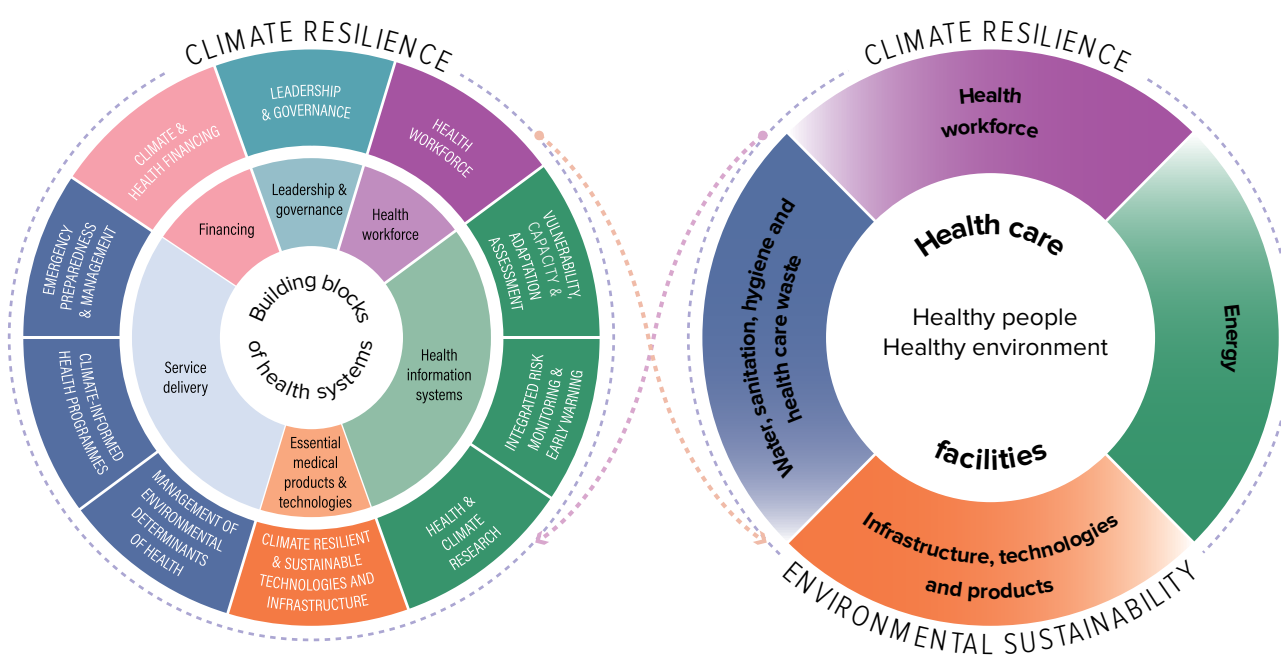 CLIMATE RESILIENCE
LEADERSHIP
& GOVERNANCE
HEALTH
WORKFORCE
VULNERABILITY,
CAPACITY &
ADAPTATION
ASSESSMENT
INTEGRATED RISK
MONITORING &
EARLY WARNING
HEALTH &
CLIMATE
RESEARCH
CLIMATE RESILIENT
& SUSTAINABLE
TECHNOLOGIES AND
INFRASTRUCTURE
MANAGEMENT OF
ENVIRONMENTAL
DETERMINANTS
OF HEALTH
CLIMATE-INFORMED
HEALTH PROGRAMMES
EMERGENCY
PREPAREDNESS
& MANAGEMENT
CLIMATE &
HEALTH FINANCING
Leadership &
governance
Health
workforce
Health
information
systems
Essential
medical
products &
technologies
Service
delivery
Financing
Building blocks
of health systems
CLIMATE RESILIENCE
Health
workforce
Energy
Infrastructure, technologies
and products
Water, sanitation, hygiene and
health care waste
Health care
Healthy people
Healthy environment
facilities
ENVIRONMENTAL SUSTAINABILITY